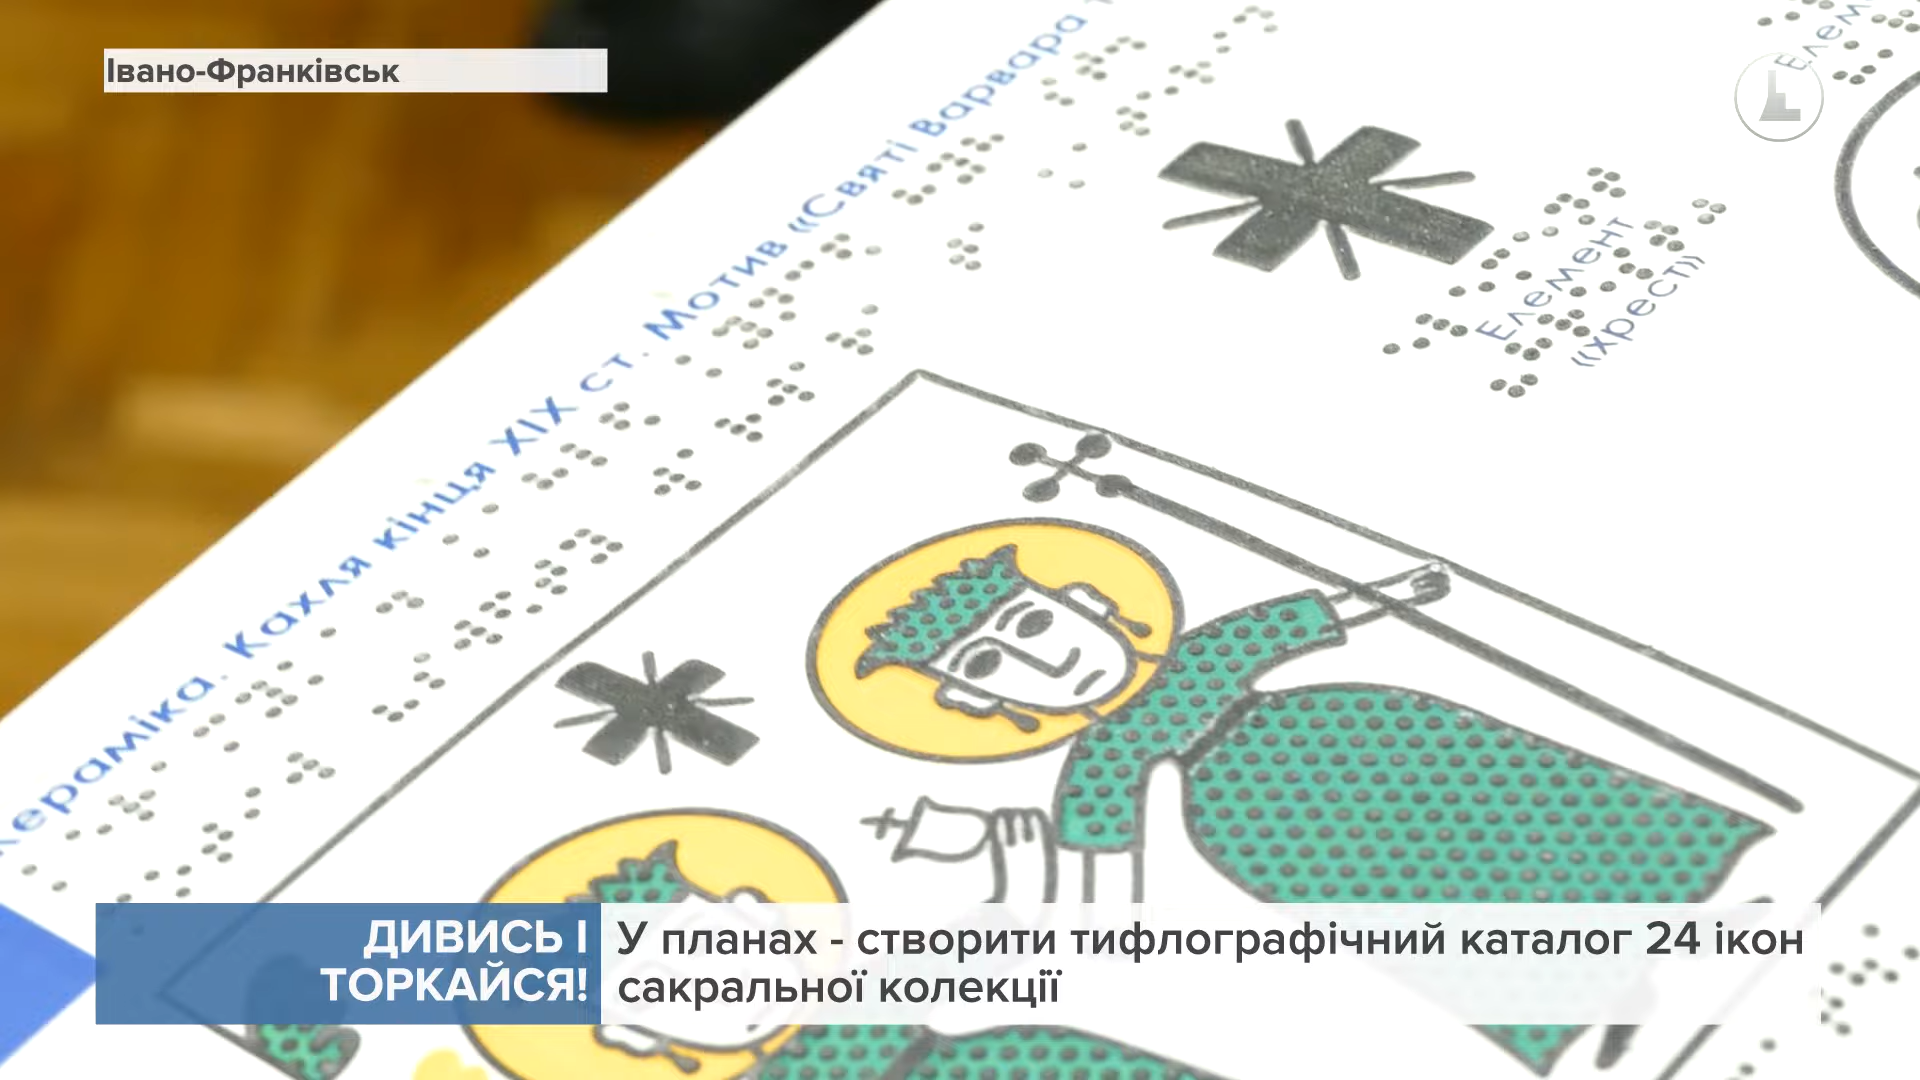 Івано-Франківськ
Кераміка. Кахля кінця XIX ст. Мотив «Святі Варвара
Елемент
«хрест»
ДИВИСЬ І
ТОРКАЙСЯ!
У планах - створити тифлографічний каталог 24 ікон
сакральної колекції